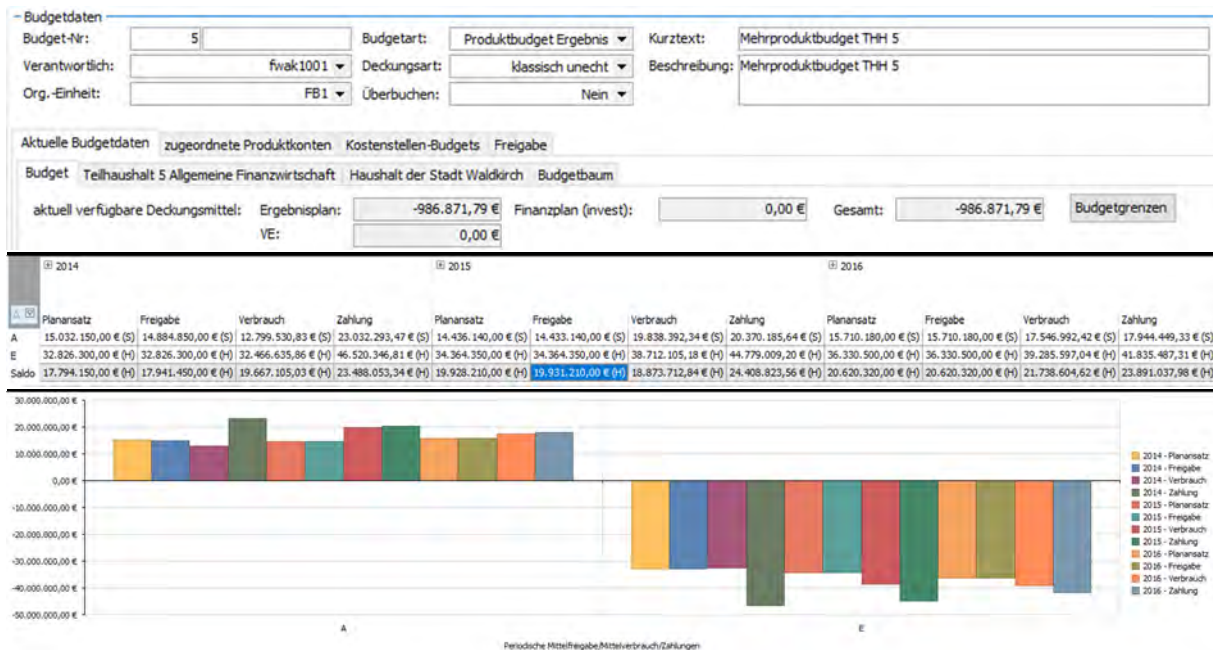 Budgetdaten
Budget-Nr: 5 Budgetart: Produktbudget Ergebnis Kurztext: Mehrproduktbudget THH 5
Verantwortlich: fwak1001 Deckungsart: klassisch unecht Beschreibung: Mehrproduktbudget THH 5
Org.-Einheit: FB1 Überbuchen: Nein
Aktuelle Budgetdaten zugeordnete Produktkonten Kostenstellen-Budgets Freigabe
Budget Teilhaushalt 5 Allgemeine Finanzwirtschaft Haushalt der Stadt Waldkirch Budgetbaum
aktuell verfügbare Deckungsmittel: Ergebnisplan: -986.871,79 € Finanzplan (invest): 0,00 € Gesamt: -986.871,79 € Budgetgrenzen
VE: 0,00 €
2014 2015 2016
Planansatz Freigabe Verbrauch Zahlung Planansatz Freigabe Verbrauch Zahlung Planansatz Freigabe Verbrauch Zahlung
A 15.032.150,00 € (S) 14.884.850,00 € (S) 12.799.530,83 € (S) 23.032.293,47 € (S) 14.436.140,00 € (S) 14.433.140,00 € (S) 19.838.392,34 € (S) 20.370.185,64 € (S) 15.710.180,00 € (S) 15.710.180,00 € (S) 17.546.992,42 € (S) 17.944.449,33 € (S)
E 32.826.300,00 € (H) 32.826.300,00 € (H) 32.466.635,86 € (H) 46.520.346,81 € (H) 34.364.350,00 € (H) 34.364.350,00 € (H) 38.712.105,18 € (H) 44.779.009,20 € (H) 36.330.500,00 € (H) 36.330.500,00 € (H) 39.285.597,04 € (H) 41.835.487,31 € (H)
Saldo 17.794.150,00 € (H) 17.941.450,00 € (H) 19.667.105,03 € (H) 23.488.053,34 € (H) 19.928.210,00 € (H) 19.931.210,00 € (H) 18.873.712,84 € (H) 24.408.823,56 € (H) 20.620.320,00 € (H) 20.620.320,00 € (H) 21.738.604,62 € (H) 23.891.037,98 € (H)
30.000.000,00 €
20.000.000,00 €
10.000.000,00 €
0,00 €
-10.000.000,00 €
-20.000.000,00 €
-30.000.000,00 €
-40.000.000,00 €
-50.000.000,00 €
A E
Periodische Mittelfreigabe/Mittelverbrauch/Zahlungen
2014 - Planansatz
2014 - Freigabe
2014 - Verbrauch
2014 - Zahlung
2015 - Planansatz
2015 - Freigabe
2015 - Verbrauch
2015 - Zahlung
2016 - Planansatz
2016 - Freigabe
2016 - Verbrauch
2016 - Zahlung